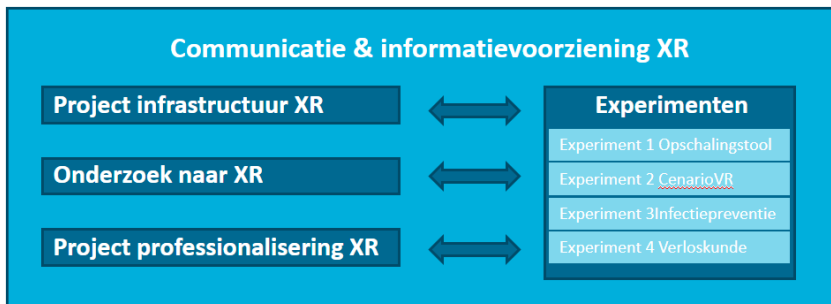 Communicatie & informatievoorziening XR
Project infrastructuur XR
Onderzoek naar XR
Project professionalisering XR
Experimenten
Experiment 1 Opschalingstool
Experiment 2 CenarioVR
Experiment 3Infectiepreventie
Experiment 4 Verloskunde